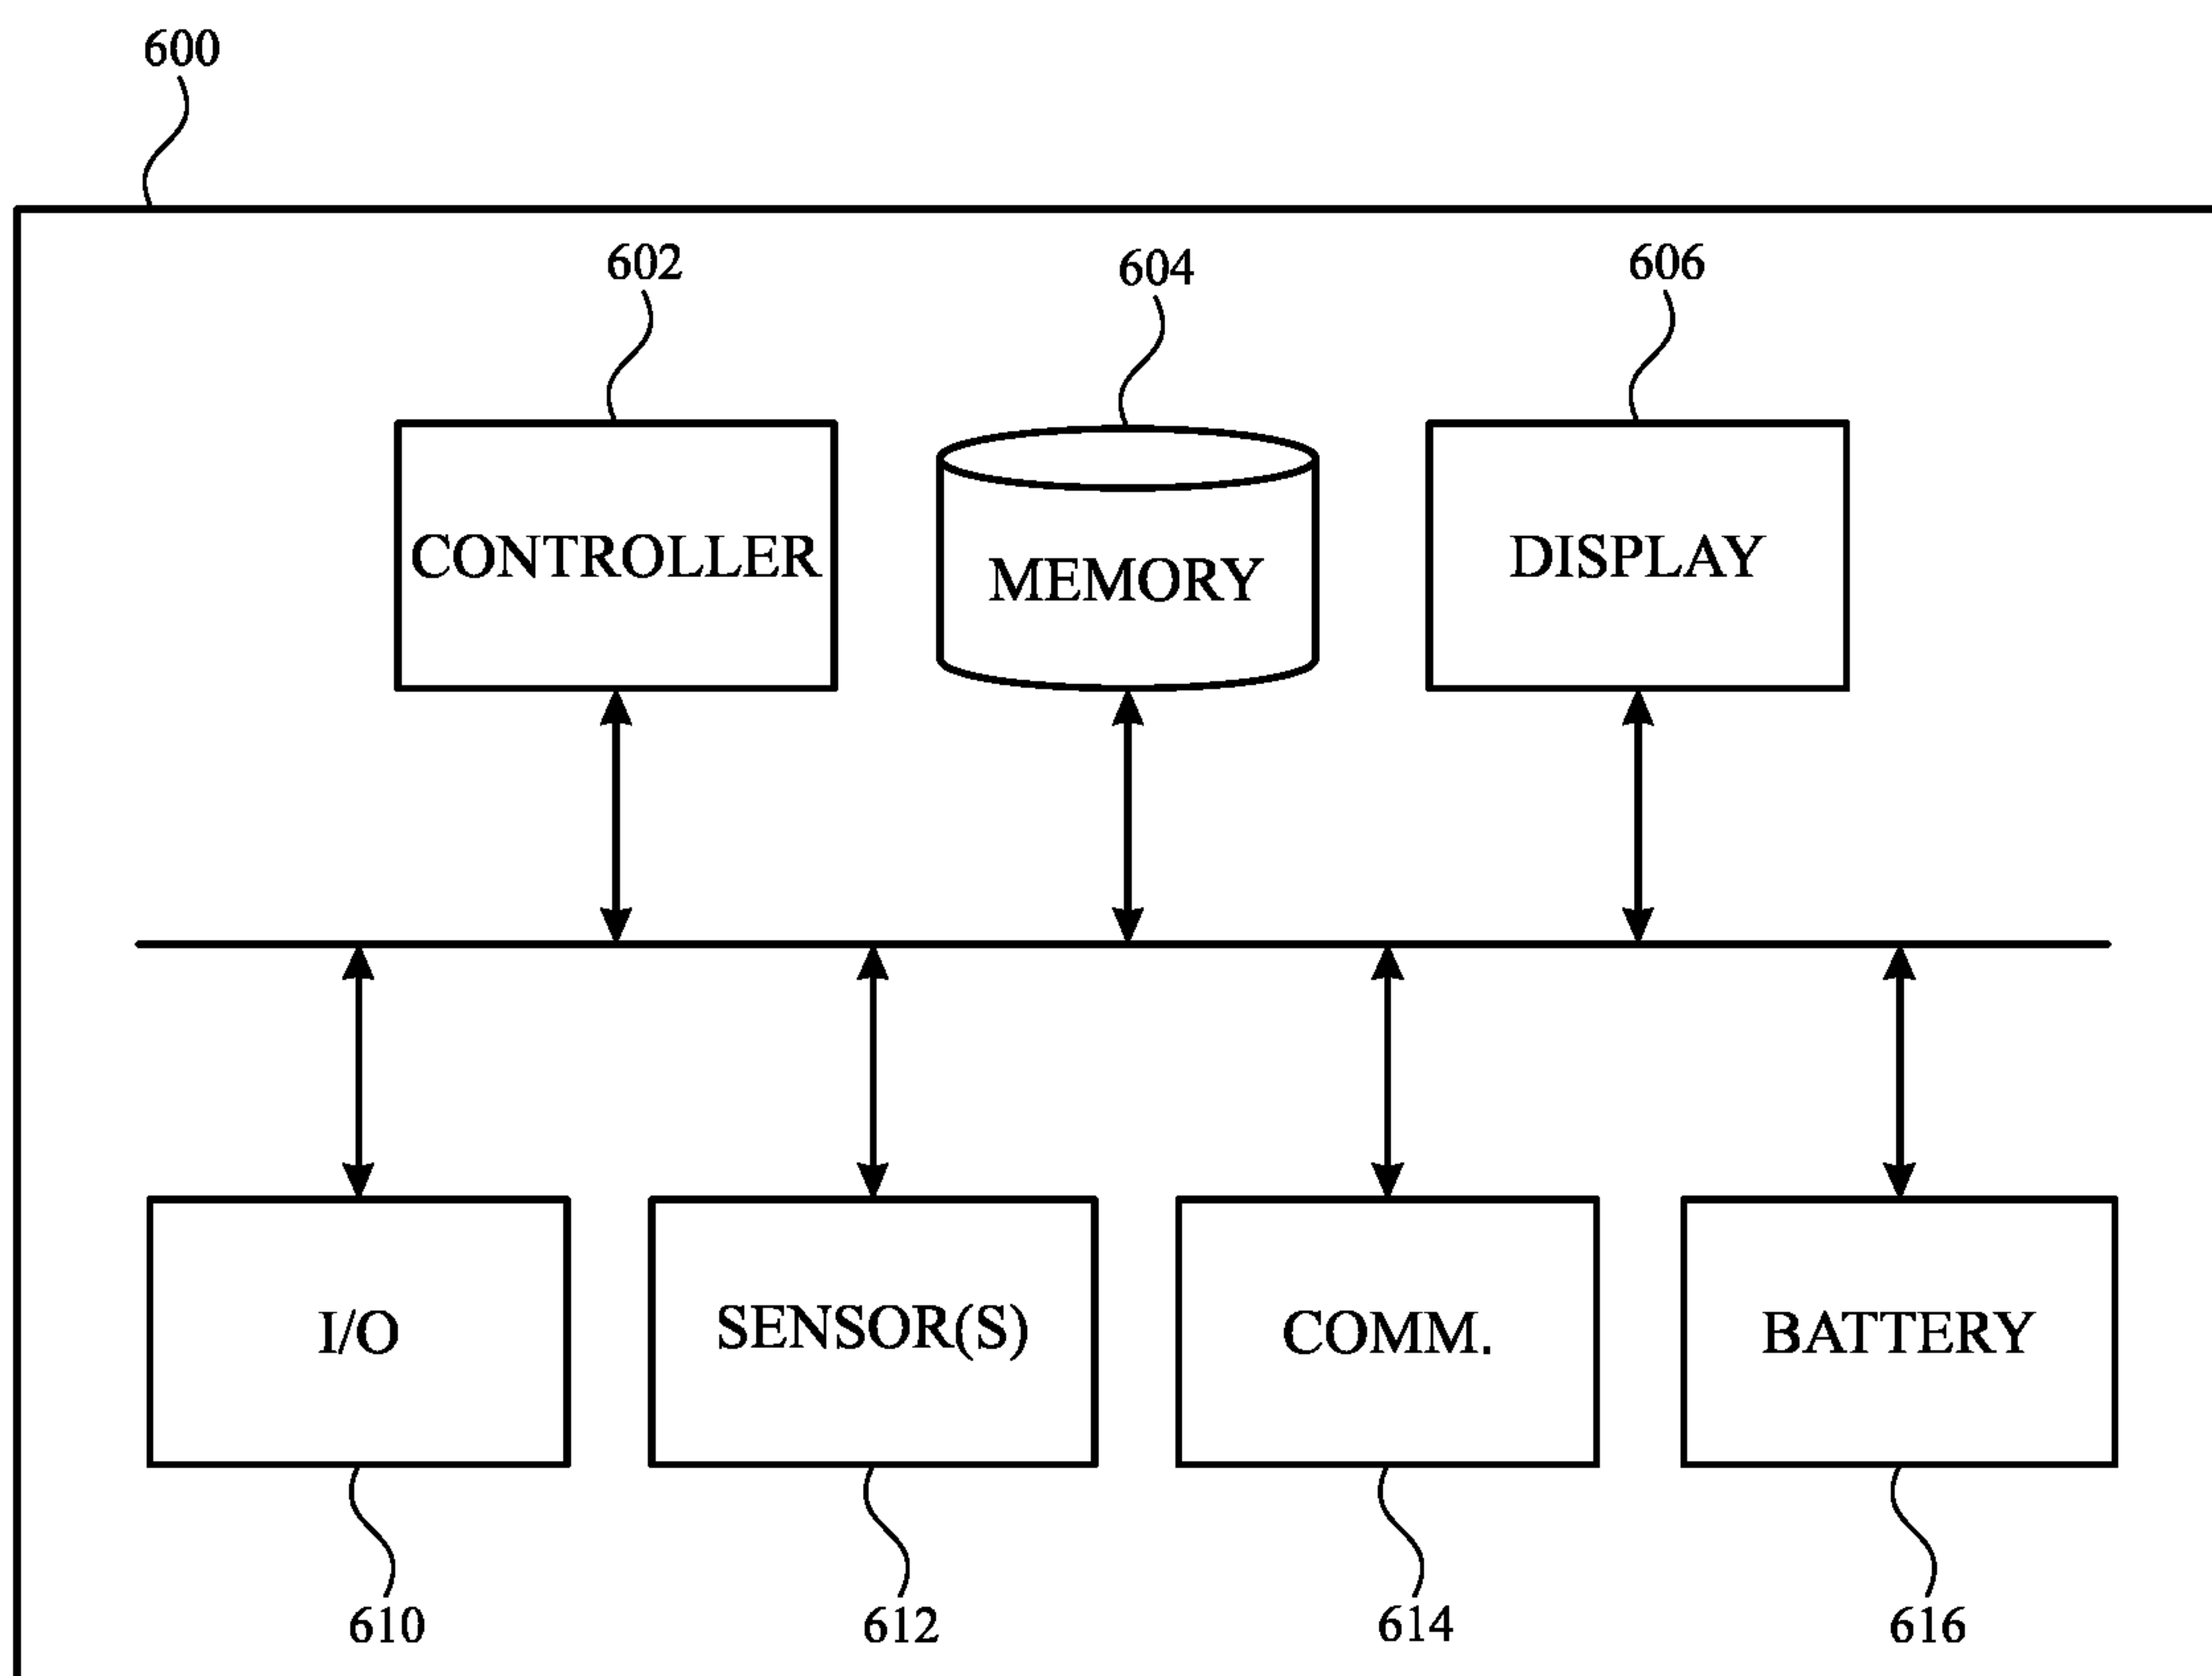 600
602
604
606
CONTROLLER
MEMORY
DISPLAY
I/O
SENSOR(S)
COMM.
BATTERY
610
612
614
616